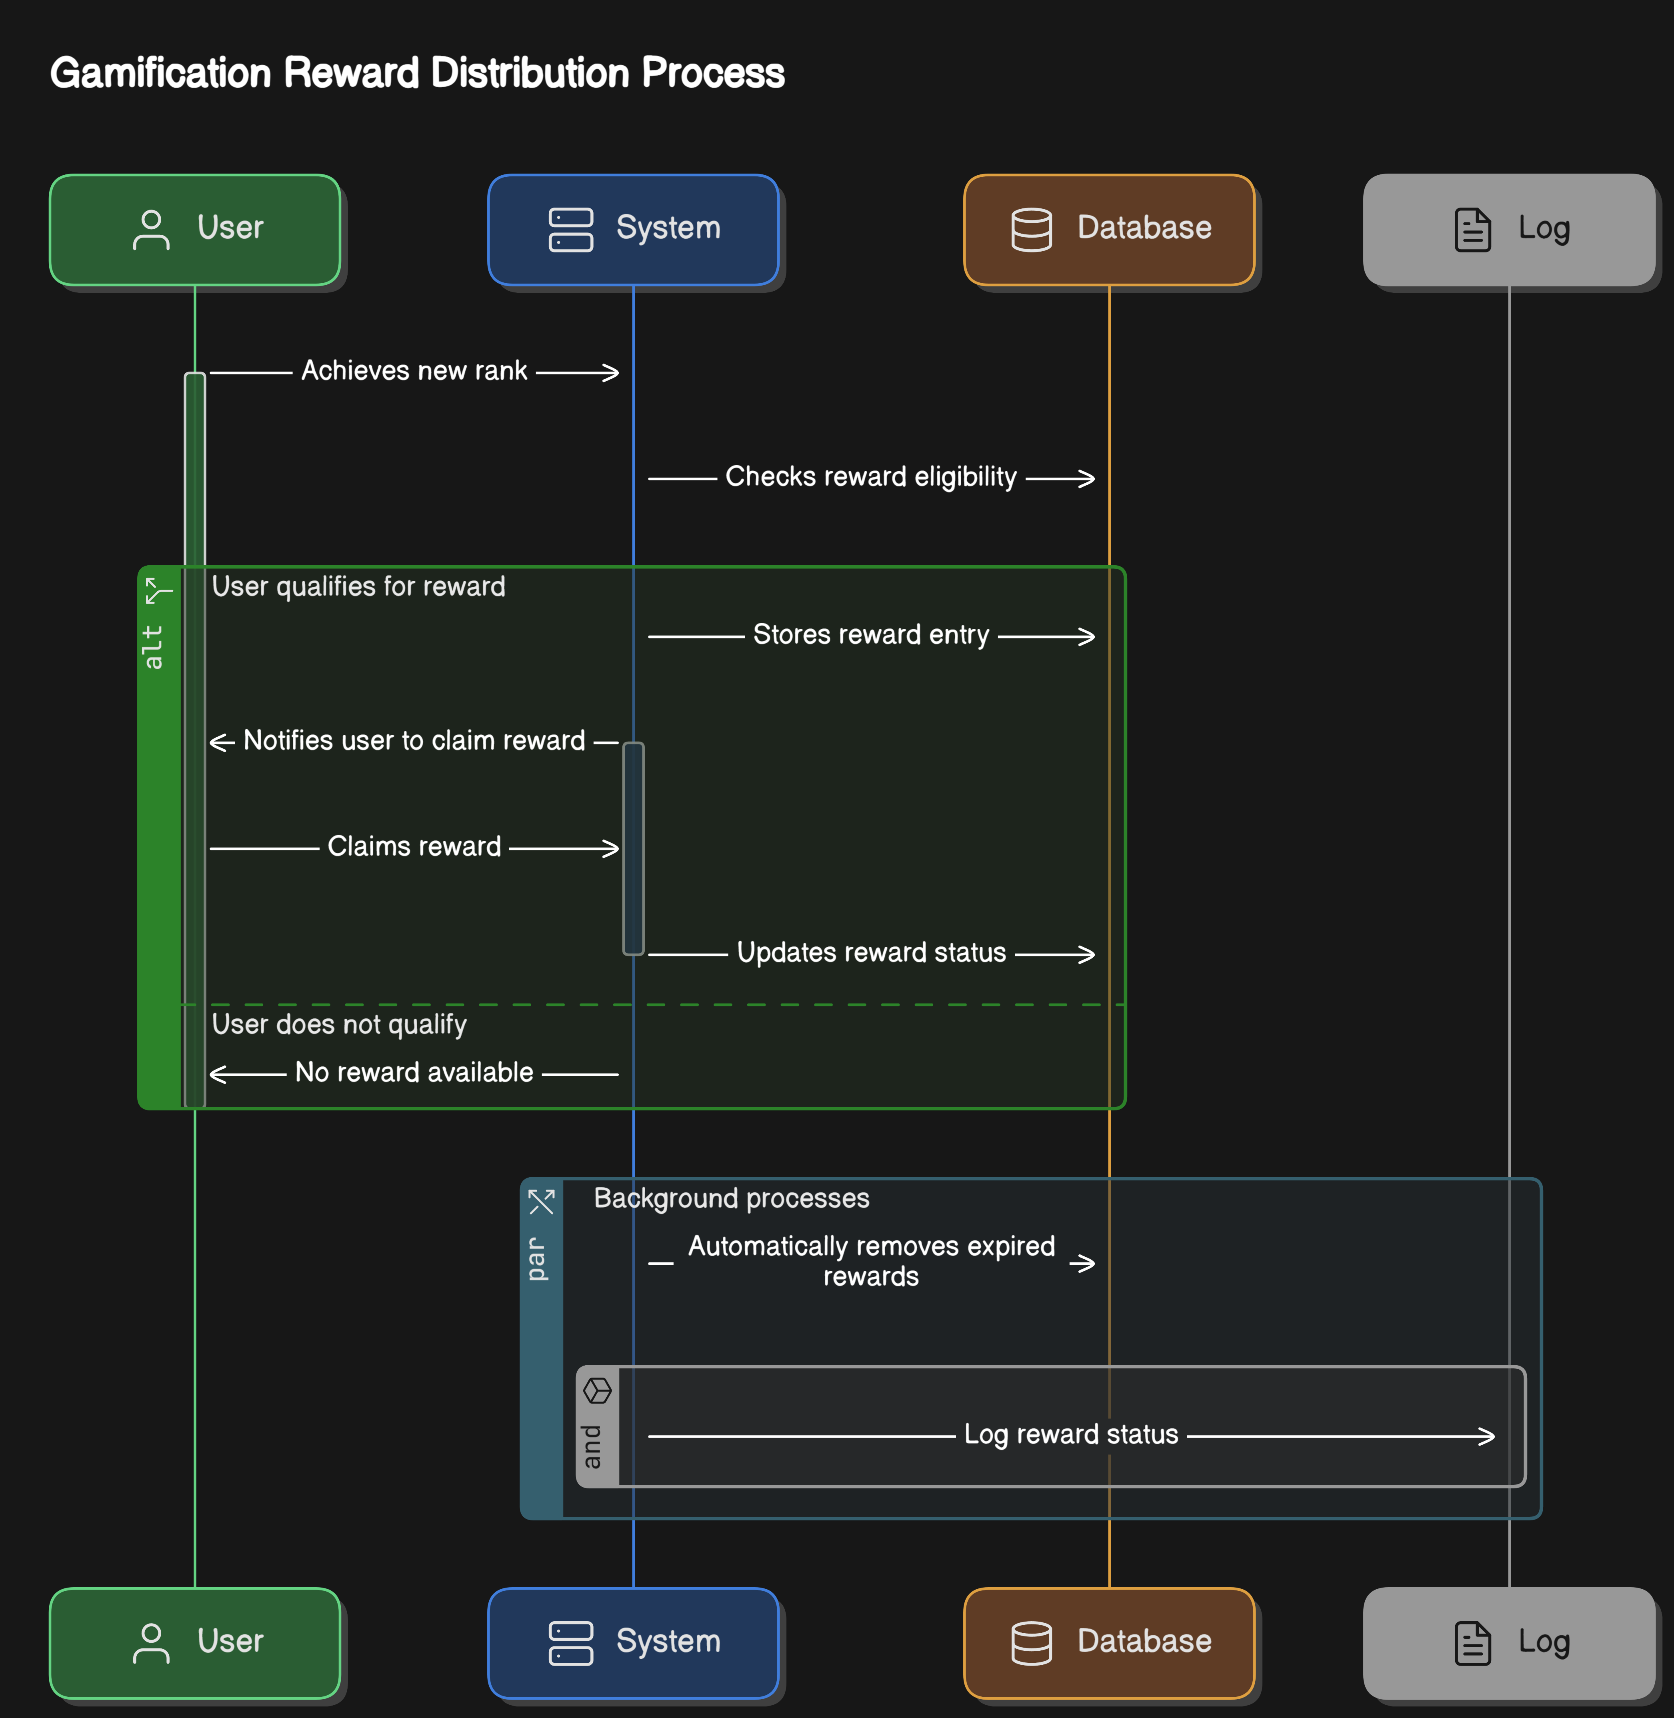 Gamification Reward Distribution Process
User
System
Database
Log
Achieves new rank
Checks reward eligibility
alt
User qualifies for reward
Stores reward entry
Notifies user to claim reward
Claims reward
Updates reward status
User does not qualify
No reward available
par
Background processes
Automatically removes expired
rewards
and
Log reward status
User
System
Database
Log